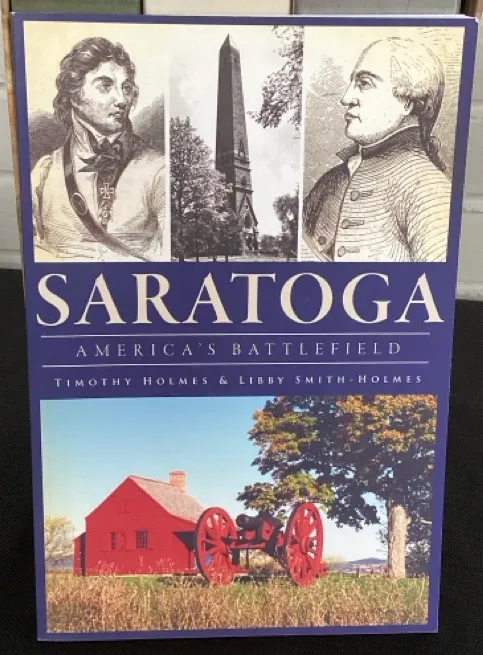 SARATOGA
AMERICA'S BATTLEFIELD
TIMOTHY HOLMES & LIBBY SMITH-HOLMES